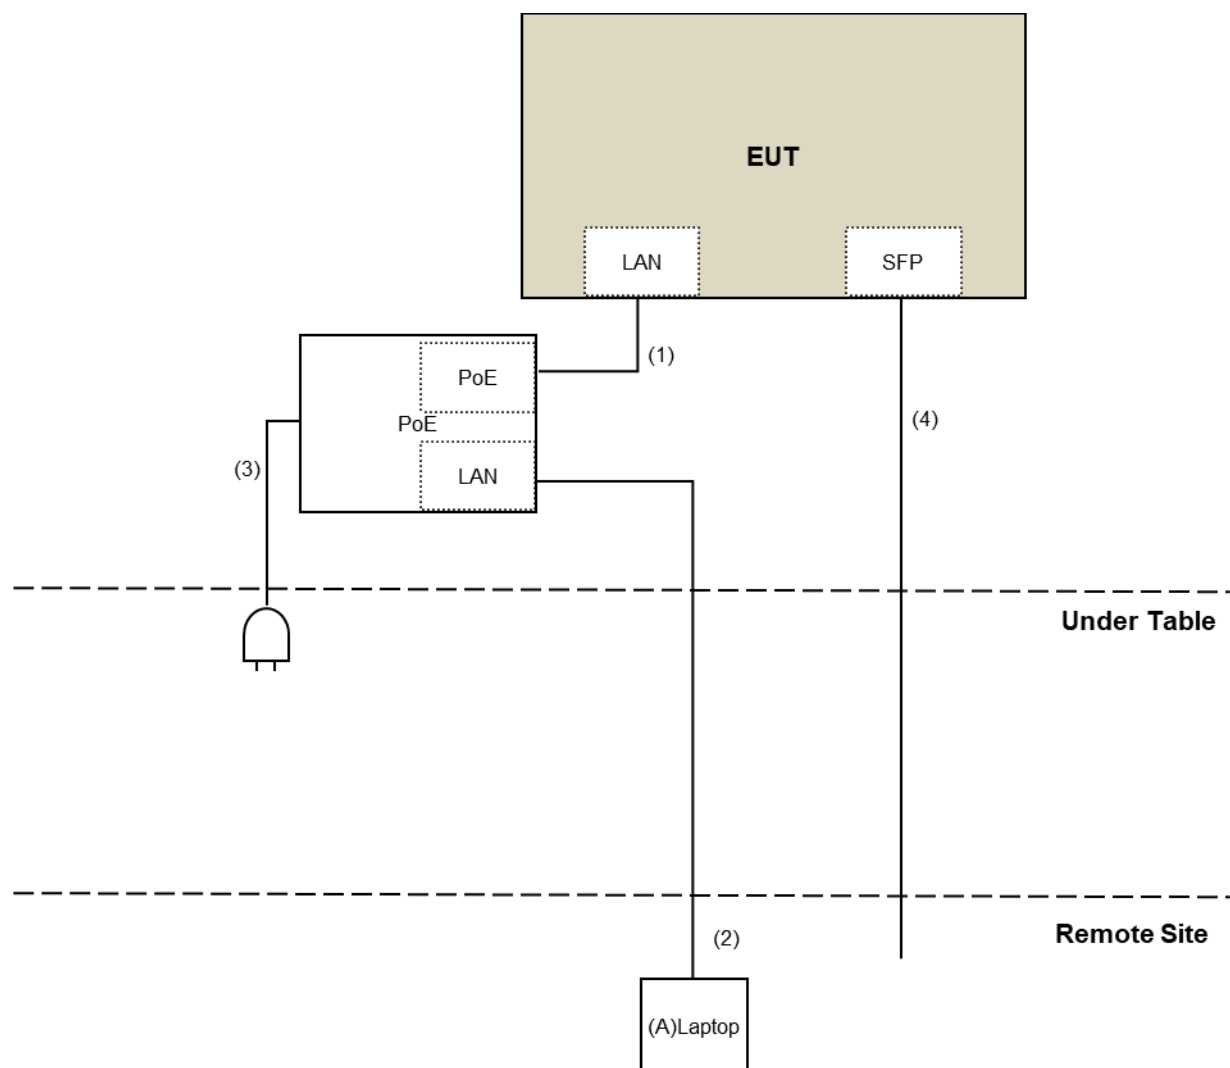 EUT
LAN
SFP
(1)
PoE
PoE
(4)
(3)
LAN
Under Table
Remote Site
(2)
(A)Laptop